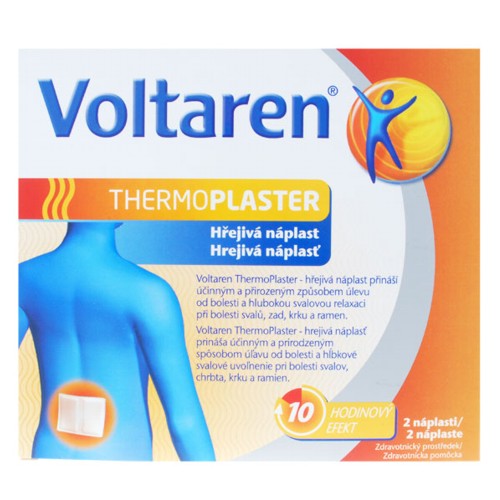 Voltaren®
THERMOPLASTER
Hřejivá náplast
Hrejivá náplasť
Voltaren ThermoPlaster - hřejivá náplast přináší
účinným a přirozeným způsobem úlevu
od bolesti a hlubokou svalovou relaxaci
při bolesti svalů, zad, krku a ramen.
Voltaren ThermoPlaster - hrejivá náplasť
prináša účinným a prirodzeným
spôsobom úľavu od bolesti a hĺbkové
svalové uvoľnenie pri bolesti svalov,
chrbta, krku a ramien.
10 HODINOVÝ
EFEKT
2 náplasti/
2 náplaste
Zdravotnický prostředek/
Zdravotnícka pomôcka